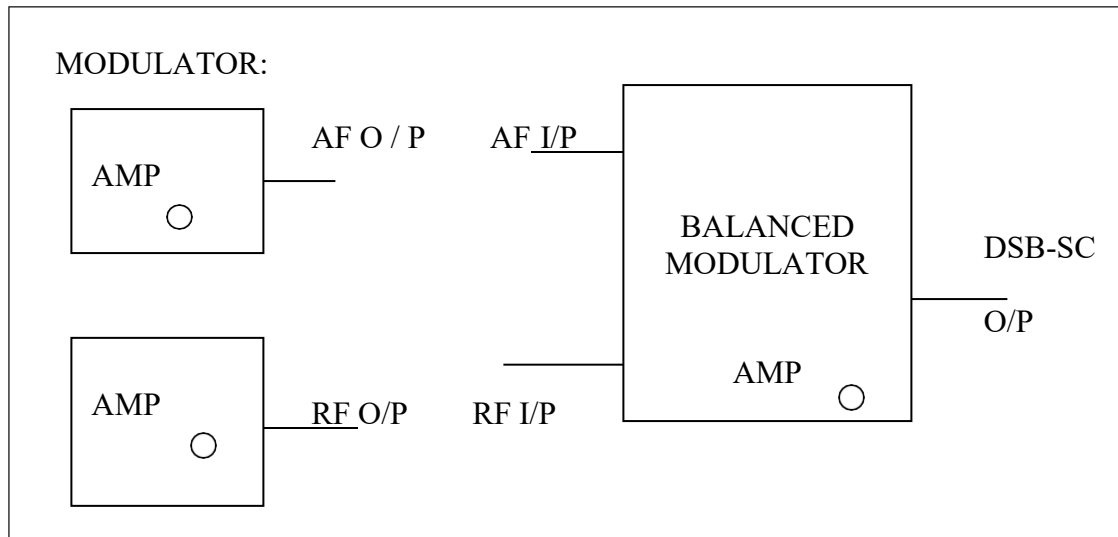 MODULATOR:
AMP
AF O / P
AF I/P
BALANCED
MODULATOR
AMP
DSB-SC
O/P
AMP
RF O/P
RF I/P